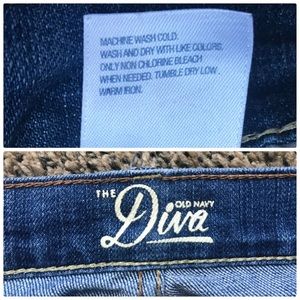 MACHINE WASH COLD.
WASH AND DRY WITH LIKE COLORS,
ONLY NON CHLORINE BLEACH
WHEN NEEDED. TUMBLE DRY LOW.
WARM IRON.
THE
OLD NAVY
Diva